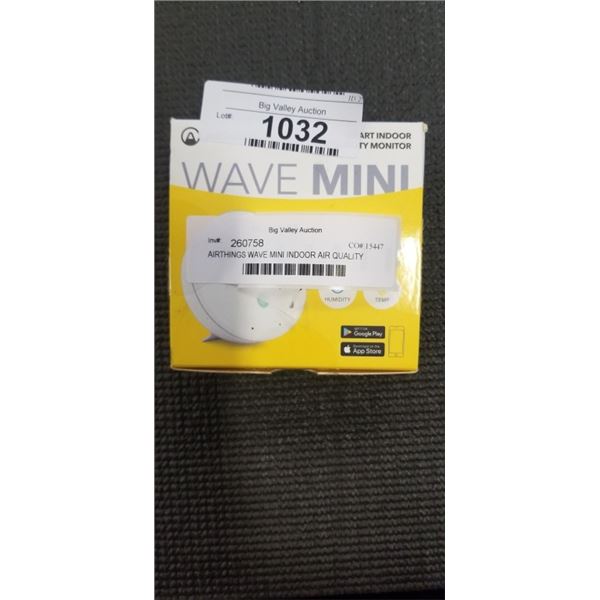 Big Valley Auction
Lot#:
1032
ART INDOOR
TY MONITOR
WAVE MINI
Big Valley Auction
Inv#: 260758 CO# 15447
AIRTHINGS WAVE MINI INDOOR AIR QUALITY
HUMIDITY TEMP
Google Play
App Store